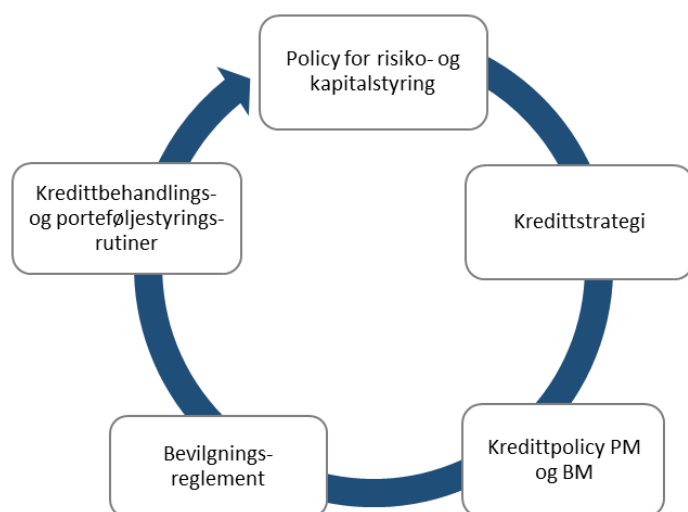 Policy for risiko- og
kapitalstyring
Kredittstrategi
Kredittpolicy PM
og BM
Bevilgnings-
reglement
Kredittbehandlings-
og porteføljestyrings-
rutiner